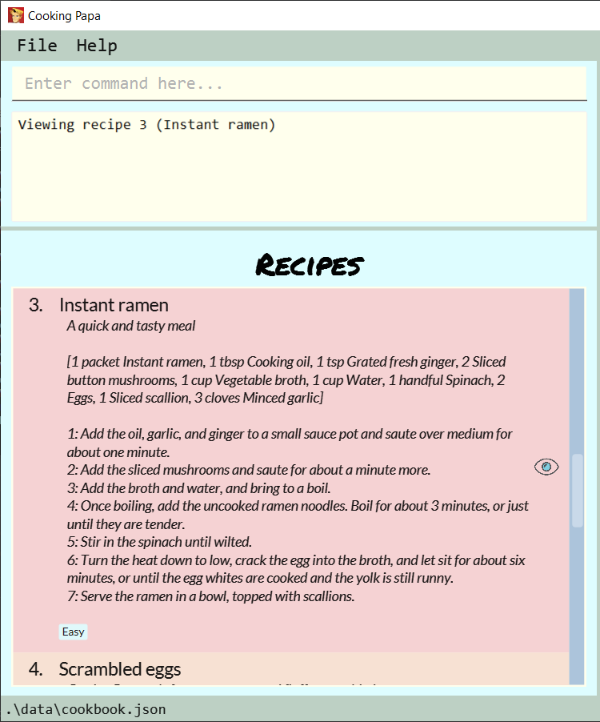 Cooking Papa
File Help
Enter command here...
Viewing recipe 3 (Instant ramen)
RECIPES
3. Instant ramen
A quick and tasty meal
[1 packet Instant ramen, 1 tbsp Cooking oil, 1 tsp Grated fresh ginger, 2 Sliced
button mushrooms, 1 cup Vegetable broth, 1 cup Water, 1 handful Spinach, 2
Eggs, 1 Sliced scallion, 3 cloves Minced garlic]
1: Add the oil, garlic, and ginger to a small sauce pot and saute over medium for
about one minute.
2: Add the sliced mushrooms and saute for about a minute more.
3: Add the broth and water, and bring to a boil.
4: Once boiling, add the uncooked ramen noodles. Boil for about 3 minutes, or just
until they are tender.
5: Stir in the spinach until wilted.
6: Turn the heat down to low, crack the egg into the broth, and let sit for about six
minutes, or until the egg whites are cooked and the yolk is still runny.
7: Serve the ramen in a bowl, topped with scallions.
Easy
4. Scrambled eggs
.\data\cookbook.json